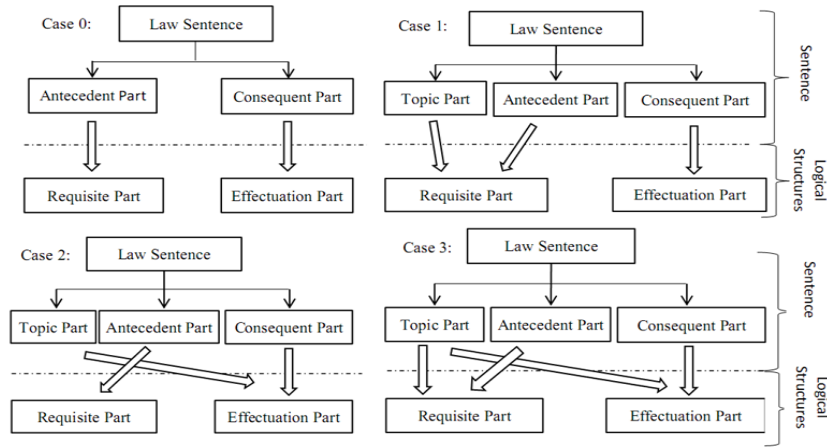 Case 0:
Law Sentence
Antecedent Part
Consequent Part
Requisite Part
Effectuation Part
Case 1:
Law Sentence
Topic Part
Antecedent Part
Consequent Part
Requisite Part
Effectuation Part
Sentence
Logical
Structures
Case 2:
Law Sentence
Topic Part
Antecedent Part
Consequent Part
Requisite Part
Effectuation Part
Case 3:
Law Sentence
Topic Part
Antecedent Part
Consequent Part
Requisite Part
Effectuation Part
Sentence
Logical
Structures